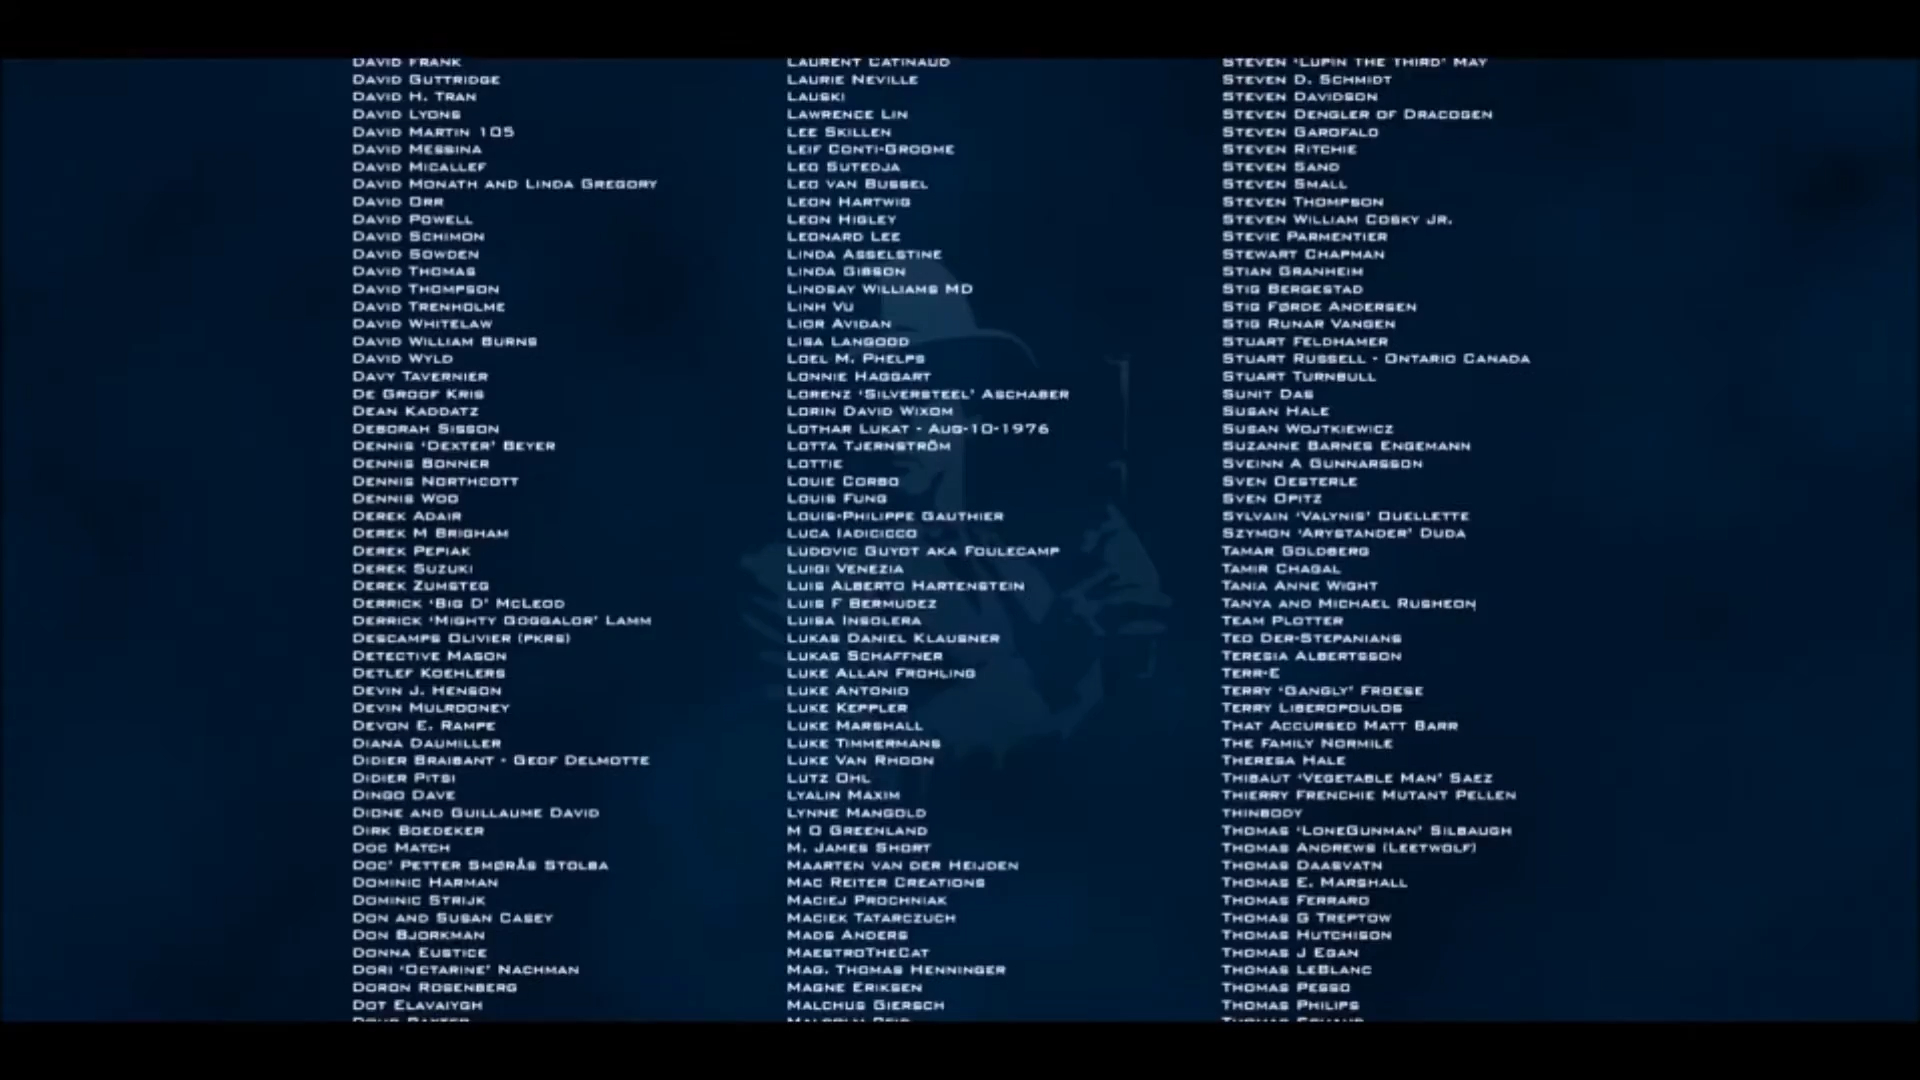 DAVID FRANK
DAVID GUTTRIDGE
DAVID H. TRAN
DAVID LYONS
DAVID MARTIN 105
DAVID MESSINA
DAVID MICALLEF
DAVID MONATH AND LINDA GREGORY
DAVID ORR
DAVID POWELL
DAVID SCHIMON
DAVID SOWDEN
DAVID THOMAS
DAVID THOMPSON
DAVID TRENHOLME
DAVID WHITELAW
DAVID WILLIAM BURNS
DAVID WYLD
DAVY TAVERNIER
DE GROOF KRIS
DEAN KADDATZ
DEBORAH SISSON
DENNIS 'DEXTER' BEYER
DENNIS BONNER
DENNIS NORTHCOTT
DENNIS WOO
DEREK ADAIR
DEREK M BRIGHAM
DEREK PEPIAK
DEREK SUZUKI
DEREK ZUMSTEG
DERRICK 'BIG D' MCLEOD
DERRICK 'MIGHTY GOGGALOR' LAMM
DESCAMPS OLIVIER (PKRS)
DETECTIVE MASON
DETLEF KOEHLERS
DEVIN J. HENSON
DEVIN MULROONEY
DEVON E. RAMPE
DIANA DAUMILLER
DIDIER BRAIBANT - GEOF DELMOTTE
DIDIER PITSI
DINGO DAVE
DIONE AND GUILLAUME DAVID
DIRK BOEDEKER
DOC MATCH
DOC' PETTER SMØRÅS STOLBA
DOMINIC HARMAN
DOMINIC STRIJK
DON AND SUSAN CASEY
DON BJORKMAN
DONNA EUSTICE
DORI 'OCTARINE' NACHMAN
DORON ROSENBERG
DOT ELAVAIYGH
LAURENT CATINAUD
LAURIE NEVILLE
LAUSKI
LAWRENCE LIN
LEE SKILLEN
LEIF CONTI-GROOME
LEO SUTEDJA
LEO VAN BUSSEL
LEON HARTWIG
LEON HIGLEY
LEONARD LEE
LINDA ASSELSTINE
LINDA GIBSON
LINDSAY WILLIAMS MD
LINH VU
LIOR AVIDAN
LISA LANGOOD
LOEL M. PHELPS
LONNIE HAGGART
LORENZ 'SILVERSTEEL' ASCHABER
LORIN DAVID WIXOM
LOTHAR LUKAT - AUG-10-1976
LOTTA TJERNSTRÖM
LOTTIE
LOUIE CORBO
LOUIS FUNG
LOUIS-PHILIPPE GAUTHIER
LUCA IADICICCO
LUDOVIC GUYOT AKA FOULECAMP
LUIGI VENEZIA
LUIS ALBERTO HARTENSTEIN
LUIS F BERMUDEZ
LUISA INSOLERA
LUKAS DANIEL KLAUSNER
LUKAS SCHAFFNER
LUKE ALLAN FROHLING
LUKE ANTONIO
LUKE KEPPLER
LUKE MARSHALL
LUKE TIMMERMANS
LUKE VAN RHOON
LUTZ OHL
LYALIN MAXIM
LYNNE MANGOLD
M O GREENLAND
M. JAMES SHORT
MAARTEN VAN DER HEIJDEN
MAC REITER CREATIONS
MACIEJ PROCHNIAK
MACIEK TATARCZUCH
MADS ANDERS
MAESTROTHECAT
MAG. THOMAS HENNINGER
MAGNE ERIKSEN
MALCHUS GIERSCH
STEVEN 'LUPIN THE THIRD' MAY
STEVEN D. SCHMIDT
STEVEN DAVIDSON
STEVEN DENGLER OF DRACOGEN
STEVEN GAROFALO
STEVEN RITCHIE
STEVEN SAND
STEVEN SMALL
STEVEN THOMPSON
STEVEN WILLIAM COSKY JR.
STEVIE PARMENTIER
STEWART CHAPMAN
STIAN GRANHEIM
STIG BERGESTAD
STIG FØRDE ANDERSEN
STIG RUNAR VANGEN
STUART FELDHAMER
STUART RUSSELL - ONTARIO CANADA
STUART TURNBULL
SUNIT DAS
SUSAN HALE
SUSAN WOJTKIEWICZ
SUZANNE BARNES ENGEMANN
SVEINN A GUNNARSSON
SVEN OESTERLE
SVEN OPITZ
SYLVAIN 'VALYNIS' OUELLETTE
SZYMON 'ARYSTANDER' DUDA
TAMAR GOLDBERG
TAMIR CHAGAL
TANIA ANNE WIGHT
TANYA AND MICHAEL RUSHEON
TEAM PLOTTER
TED DER-STEPANIANS
TERESIA ALBERTSSON
TERR-E
TERRY 'GANGLY' FROESE
TERRY LIBEROPOULOS
THAT ACCURSED MATT BARR
THE FAMILY NORMILE
THERESA HALE
THIBAUT 'VEGETABLE MAN' SAEZ
THIERRY FRENCHIE MUTANT PELLEN
THINBODY
THOMAS 'LONEGUNMAN' SILBAUGH
THOMAS ANDREWS (LEETWOLF)
THOMAS DAASVATN
THOMAS E. MARSHALL
THOMAS FERRARO
THOMAS G TREPTOW
THOMAS HUTCHISON
THOMAS J EGAN
THOMAS LEBLANC
THOMAS PESSO
THOMAS PHILIPS